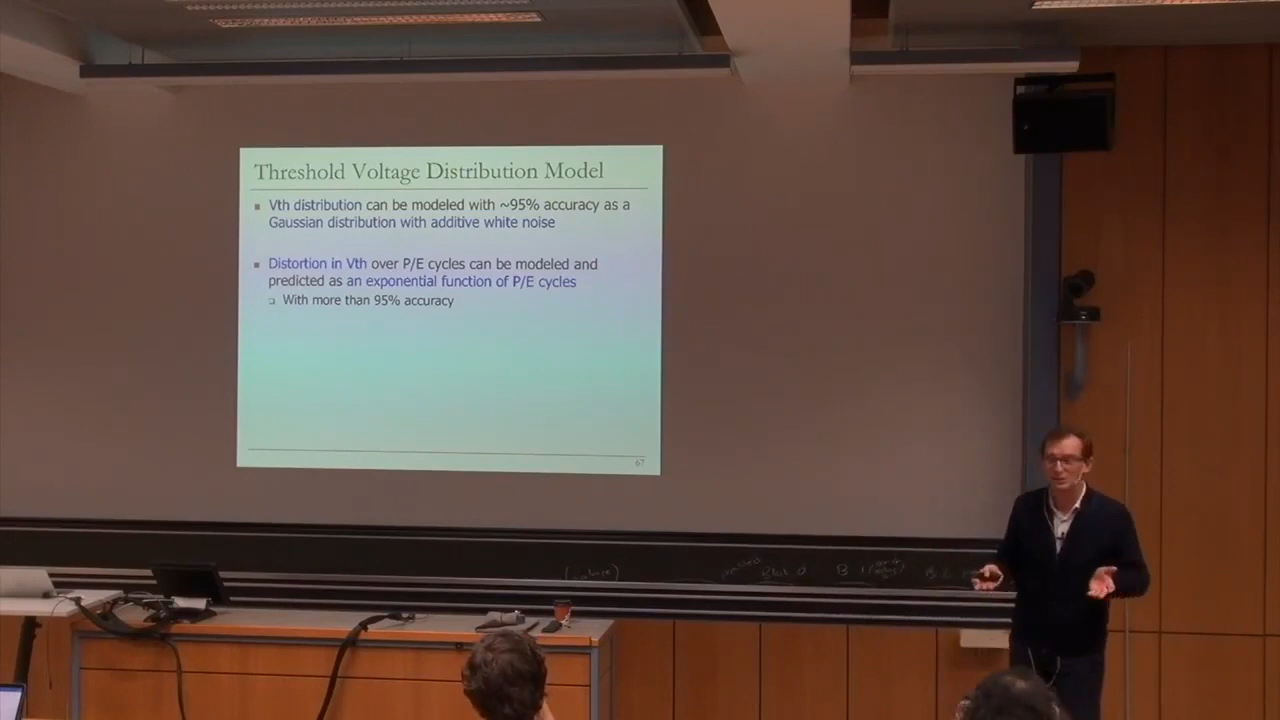 Threshold Voltage Distribution Model
Vth distribution can be modeled with ~95% accuracy as a
Gaussian distribution with additive white noise
Distortion in Vth over P/E cycles can be modeled and
predicted as an exponential function of P/E cycles
With more than 95% accuracy
67